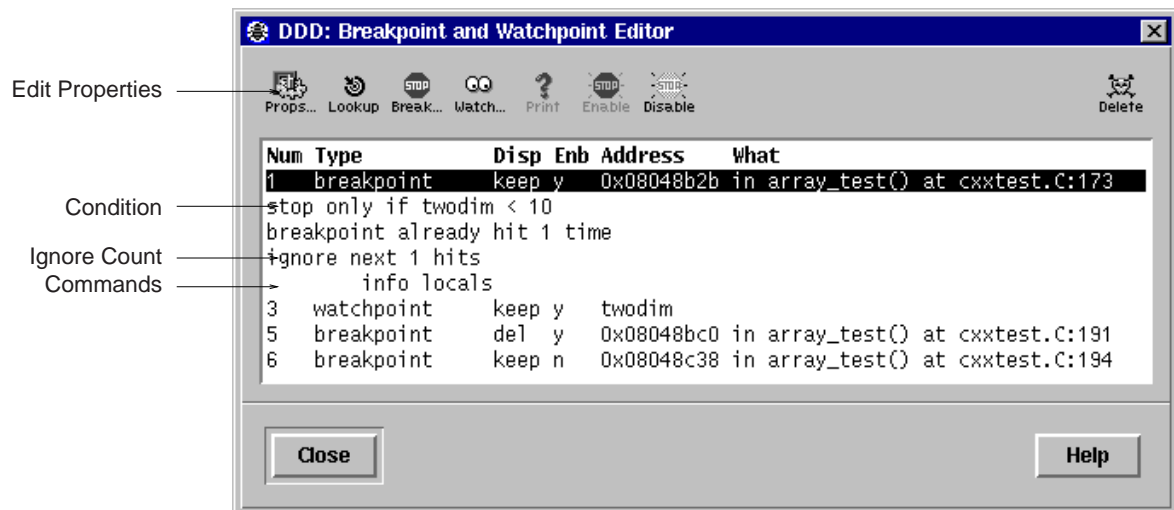 DDD: Breakpoint and Watchpoint Editor
Edit Properties
Props... Lookup Break... Watch... Print Enable Disable Delete
Num Type Disp Enb Address What
1 breakpoint keep y 0x08048b2b in array_test() at cxxtest.C:173
Condition
stop only if twodim < 10
breakpoint already hit 1 time
Ignore Count
ignore next 1 hits
Commands
info locals
3 watchpoint keep y twodim
5 breakpoint del y 0x08048bc0 in array_test() at cxxtest.C:191
6 breakpoint keep n 0x08048c38 in array_test() at cxxtest.C:194
Close
Help